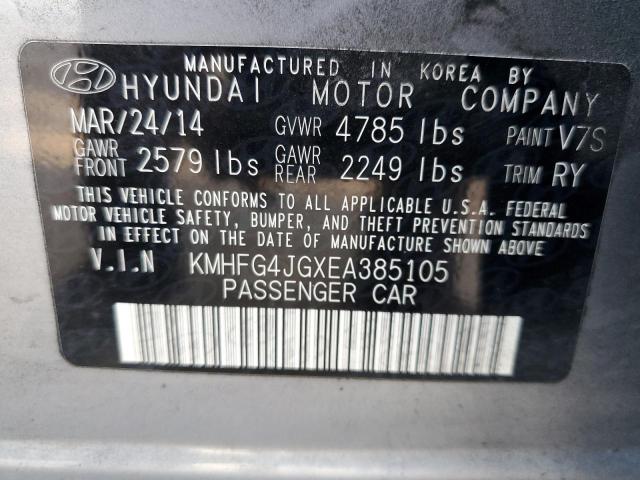 MANUFACTURED IN KOREA BY
HYUNDAI MOTOR COMPANY
MAR/24/14 GVWR 4785 lbs PAINT V7S
GAWR FRONT 2579 lbs GAWR REAR 2249 lbs TRIM RY
THIS VEHICLE CONFORMS TO ALL APPLICABLE U.S.A. FEDERAL
MOTOR VEHICLE SAFETY, BUMPER, AND THEFT PREVENTION STANDARDS
IN EFFECT ON THE DATE OF MANUFACTURE SHOWN ABOVE.
V.I.N KMHFG4JGXEA385105
PASSENGER CAR